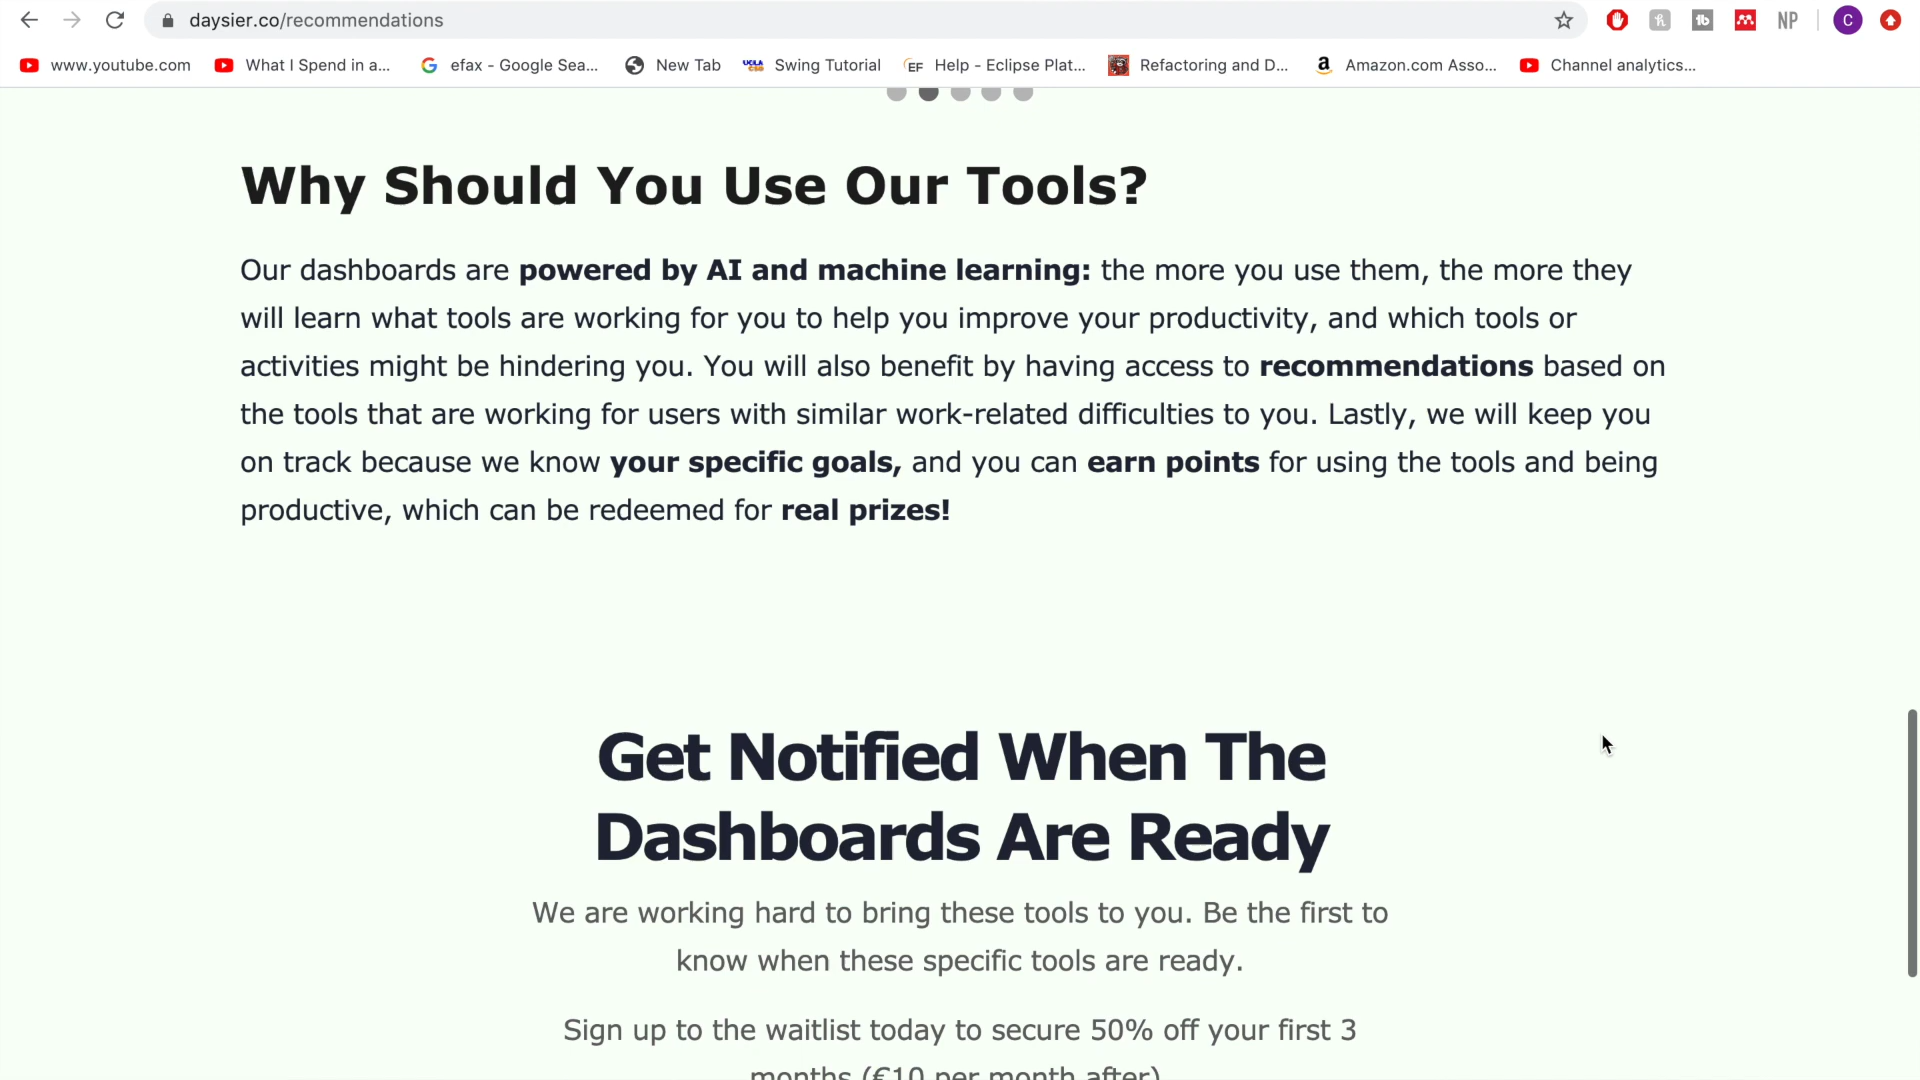 daysier.co/recommendations
NP
C
www.youtube.com
What I Spend in a...
efax - Google Sea...
New Tab
Swing Tutorial
EF
Help - Eclipse Plat...
Refactoring and D...
Amazon.com Asso...
Channel analytics...
Why Should You Use Our Tools?
Our dashboards are powered by AI and machine learning: the more you use them, the more they
will learn what tools are working for you to help you improve your productivity, and which tools or
activities might be hindering you. You will also benefit by having access to recommendations based on
the tools that are working for users with similar work-related difficulties to you. Lastly, we will keep you
on track because we know your specific goals, and you can earn points for using the tools and being
productive, which can be redeemed for real prizes!
Get Notified When The
Dashboards Are Ready
We are working hard to bring these tools to you. Be the first to
know when these specific tools are ready.
Sign up to the waitlist today to secure 50% off your first 3
months (€10 per month after)